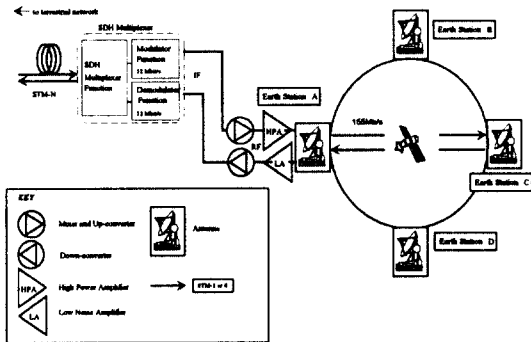 to terrestrial network
SDH Multiplexer
SDH
Multiplexer
Function
Modulator
Function
Demodulator
Function
STM-N
IF
RF
HPA
LA
Earth Station A
Earth Station B
155Mb/s
Earth Station C
Earth Station D
KEY
Mixer and Up-converter
Down-converter
HPA
High Power Amplifier
LA
Low Noise Amplifier
Antenna
STM-1 or 4